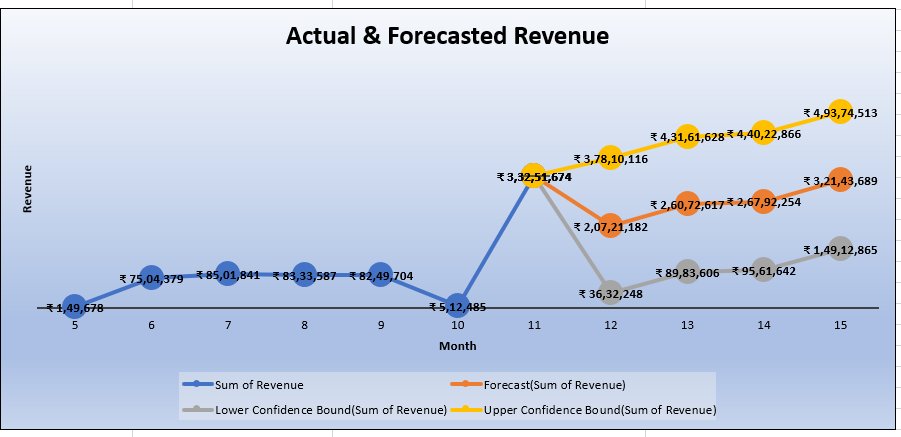 Actual & Forecasted Revenue
₹ 4,93,74,513
₹ 4,31,61,628
₹ 4,40,22,866
₹ 3,78,10,116
₹ 3,32,51,674
₹ 3,21,43,689
₹ 2,60,72,617
₹ 2,67,92,254
₹ 2,07,21,182
₹ 1,49,12,865
₹ 75,04,379
₹ 85,01,841
₹ 83,33,587
₹ 82,49,704
₹ 89,83,606
₹ 95,61,642
₹ 36,32,248
₹ 1,49,678
₹ 5,12,485
Revenue
5 6 7 8 9 10 11 12 13 14 15
Month
Sum of Revenue
Forecast(Sum of Revenue)
Lower Confidence Bound(Sum of Revenue)
Upper Confidence Bound(Sum of Revenue)